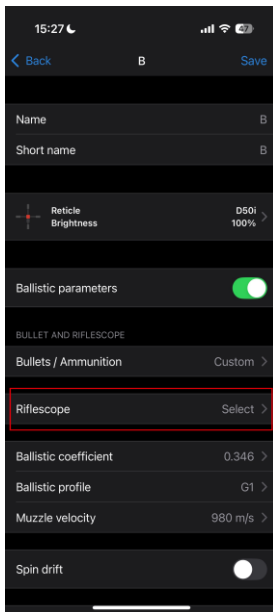 15:27 47
Back B Save
Name B
Short name B
Reticle D50i
Brightness 100%
Ballistic parameters
BULLET AND RIFLESCOPE
Bullets / Ammunition Custom
Riflescope Select
Ballistic coefficient 0.346
Ballistic profile G1
Muzzle velocity 980 m/s
Spin drift